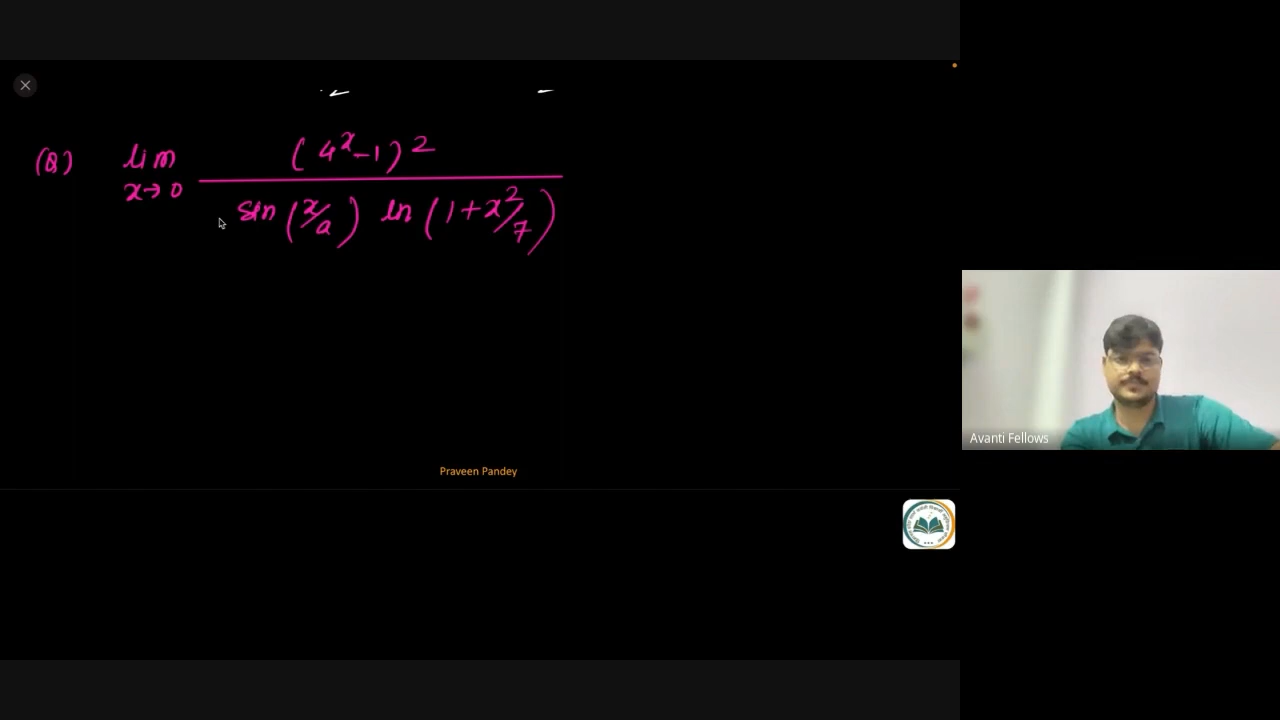 (Q) lim x→0 (4^x-1)^2 / sin(x/a) ln(1+x^2/7)
Avanti Fellows
Praveen Pandey